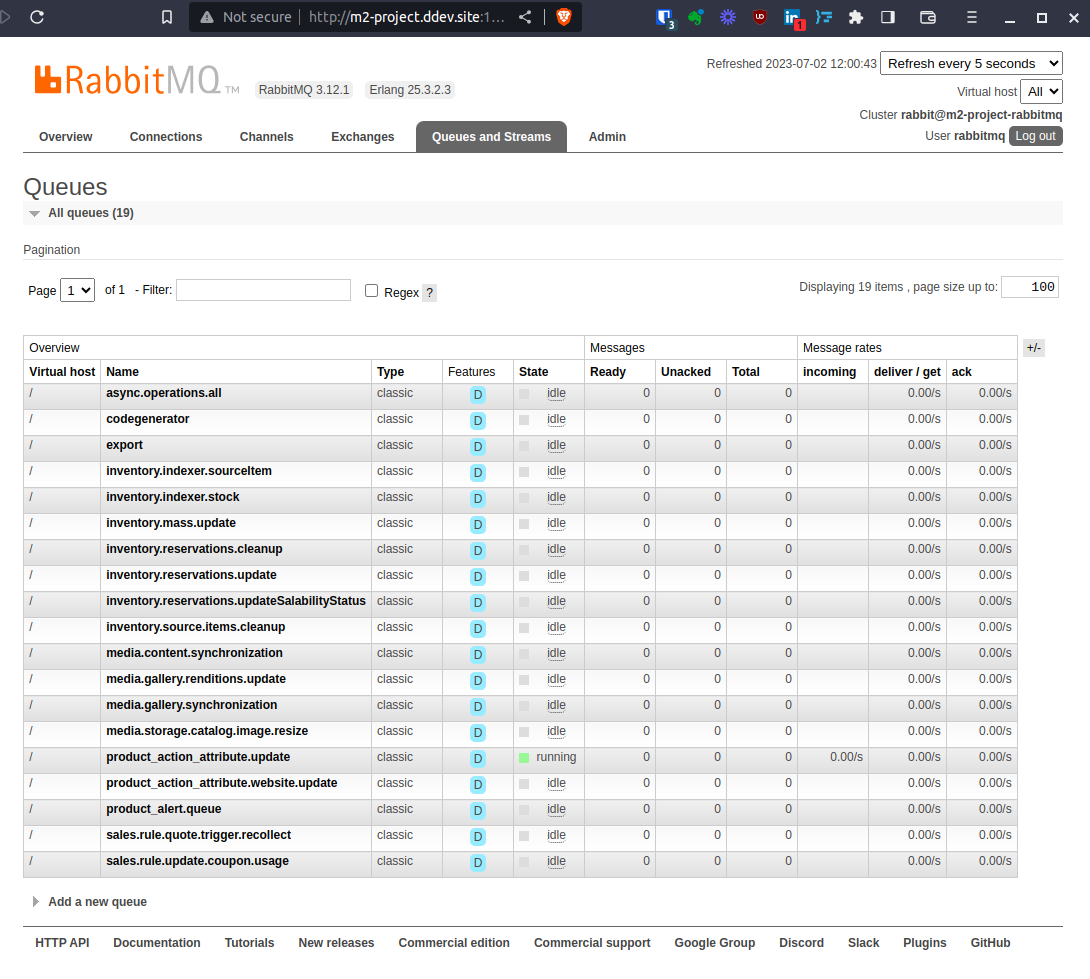 Not secure http://m2-project.ddev.site:1…
3
UD
in 1
Refreshed 2023-07-02 12:00:43 Refresh every 5 seconds
RabbitMQ TM RabbitMQ 3.12.1 Erlang 25.3.2.3
Virtual host All
Cluster rabbit@m2-project-rabbitmq
User rabbitmq Log out
Overview Connections Channels Exchanges Queues and Streams Admin
Queues
All queues (19)
Pagination
Page 1 of 1 - Filter: Regex ? Displaying 19 items , page size up to: 100
Overview Messages Message rates +/-
Virtual host Name Type Features State Ready Unacked Total incoming deliver / get ack
/ async.operations.all classic D idle 0 0 0 0.00/s 0.00/s
/ codegenerator classic D idle 0 0 0 0.00/s 0.00/s
/ export classic D idle 0 0 0 0.00/s 0.00/s
/ inventory.indexer.sourceItem classic D idle 0 0 0 0.00/s 0.00/s
/ inventory.indexer.stock classic D idle 0 0 0 0.00/s 0.00/s
/ inventory.mass.update classic D idle 0 0 0 0.00/s 0.00/s
/ inventory.reservations.cleanup classic D idle 0 0 0 0.00/s 0.00/s
/ inventory.reservations.update classic D idle 0 0 0 0.00/s 0.00/s
/ inventory.reservations.updateSalabilityStatus classic D idle 0 0 0 0.00/s 0.00/s
/ inventory.source.items.cleanup classic D idle 0 0 0 0.00/s 0.00/s
/ media.content.synchronization classic D idle 0 0 0 0.00/s 0.00/s
/ media.gallery.renditions.update classic D idle 0 0 0 0.00/s 0.00/s
/ media.gallery.synchronization classic D idle 0 0 0 0.00/s 0.00/s
/ media.storage.catalog.image.resize classic D idle 0 0 0 0.00/s 0.00/s
/ product_action_attribute.update classic D running 0 0 0 0.00/s 0.00/s 0.00/s
/ product_action_attribute.website.update classic D idle 0 0 0 0.00/s 0.00/s
/ product_alert.queue classic D idle 0 0 0 0.00/s 0.00/s
/ sales.rule.quote.trigger.recollect classic D idle 0 0 0 0.00/s 0.00/s
/ sales.rule.update.coupon.usage classic D idle 0 0 0 0.00/s 0.00/s
Add a new queue
HTTP API Documentation Tutorials New releases Commercial edition Commercial support Google Group Discord Slack Plugins GitHub